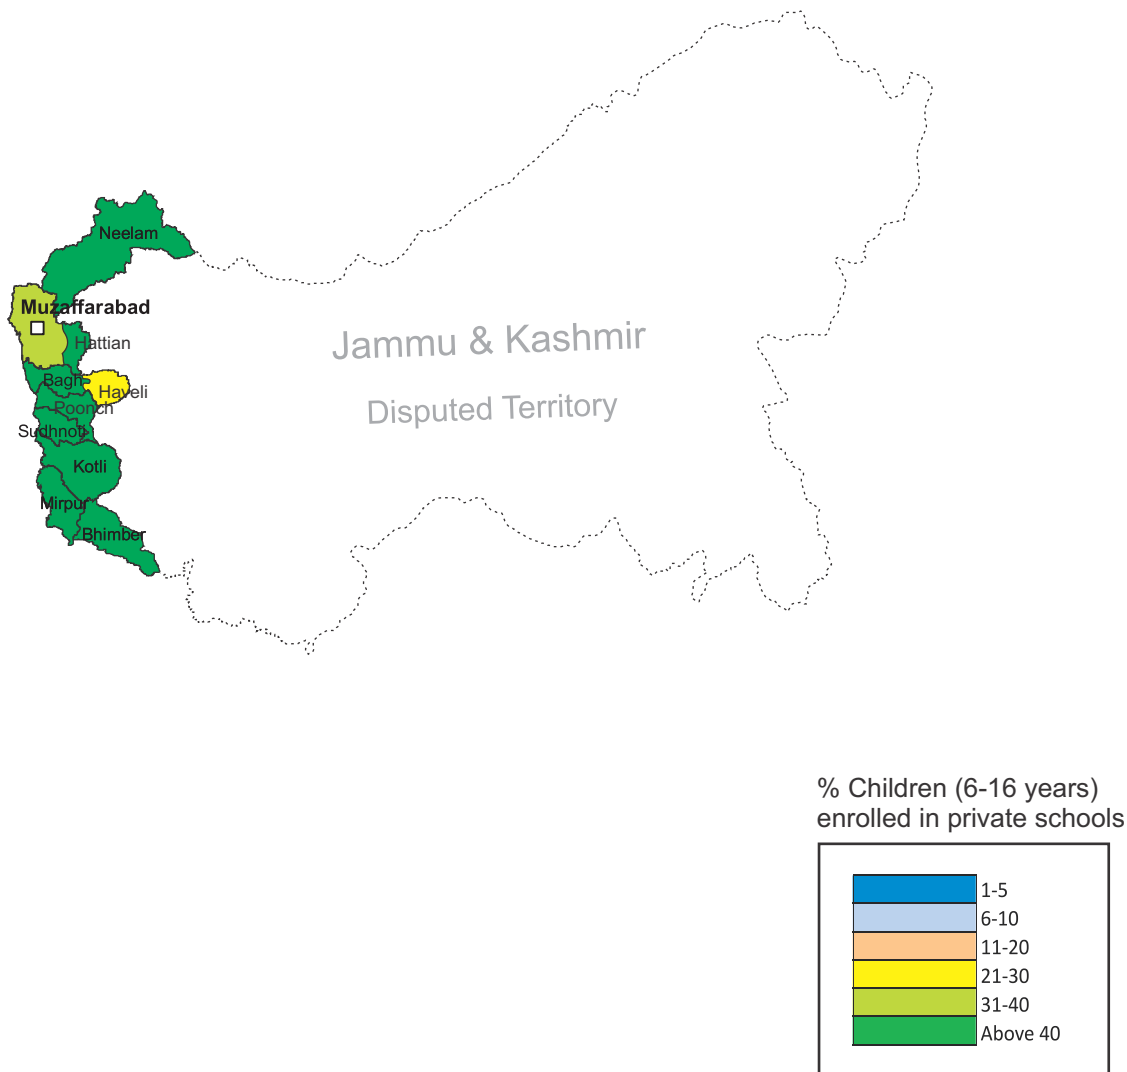 Neelam
Muzaffarabad
Hattian
Jammu & Kashmir
Disputed Territory
Bagh
Haveli
Poonch
Sudhnoti
Kotli
Mirpur
Bhimber
% Children (6-16 years)
enrolled in private schools
1-5
6-10
11-20
21-30
31-40
Above 40